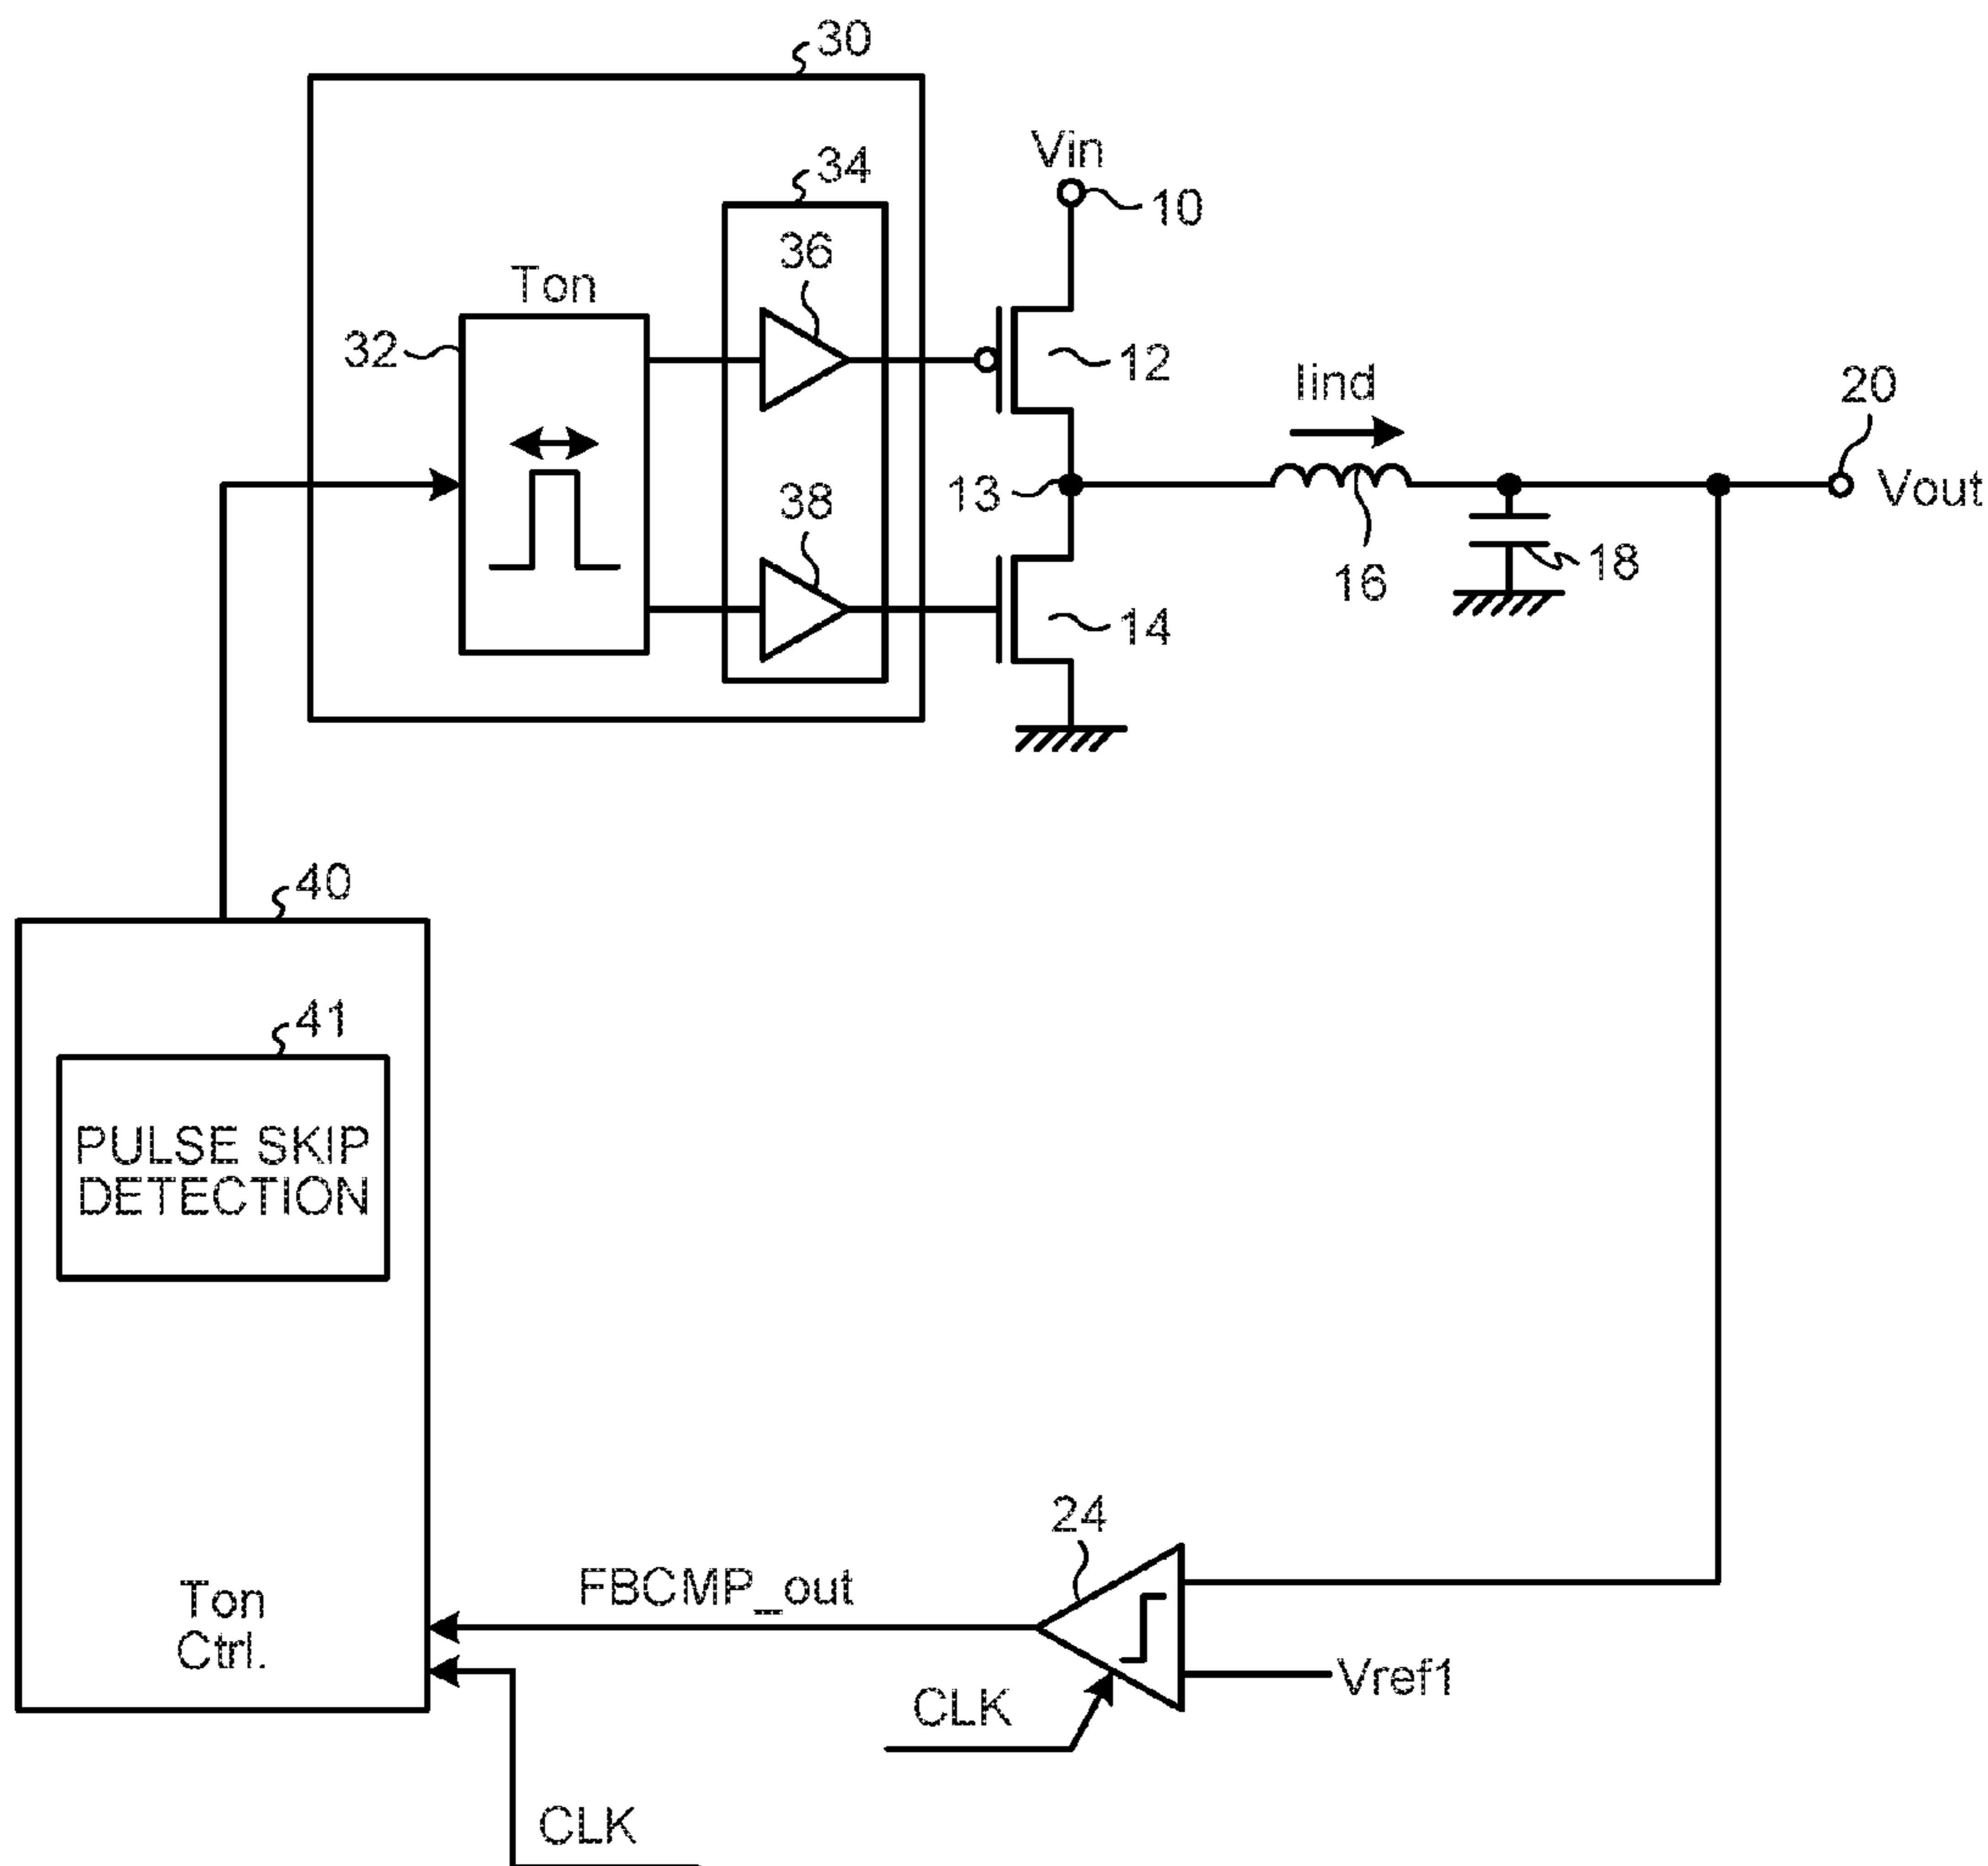 30
34
Vin
10
36
Ton
32
12
Iind
20
13
Vout
38
18
16
14
40
41
PULSE SKIP
DETECTION
24
FBCMP_out
Ton
Ctrl.
Vref1
CLK
CLK